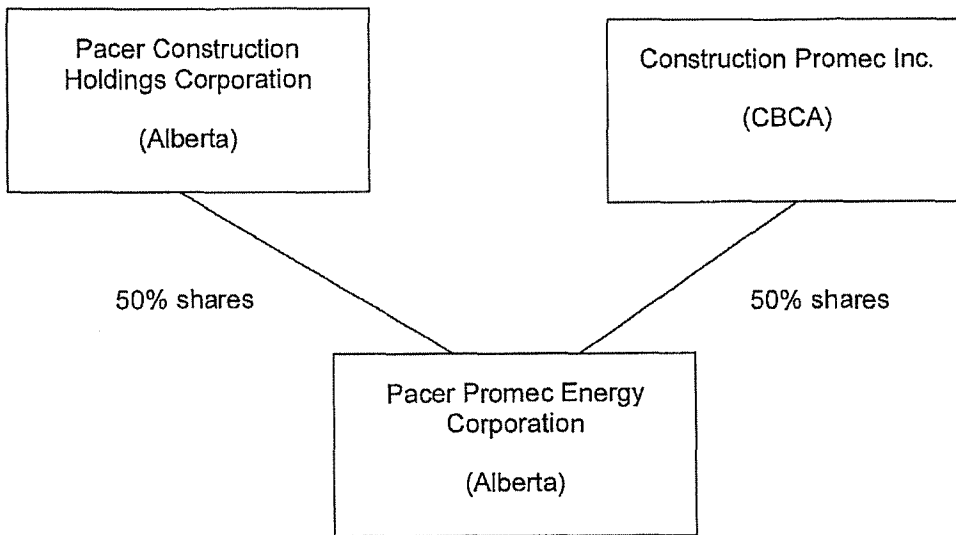 Pacer Construction
Holdings Corporation
(Alberta)
Construction Promec Inc.
(CBCA)
50% shares
50% shares
Pacer Promec Energy
Corporation
(Alberta)